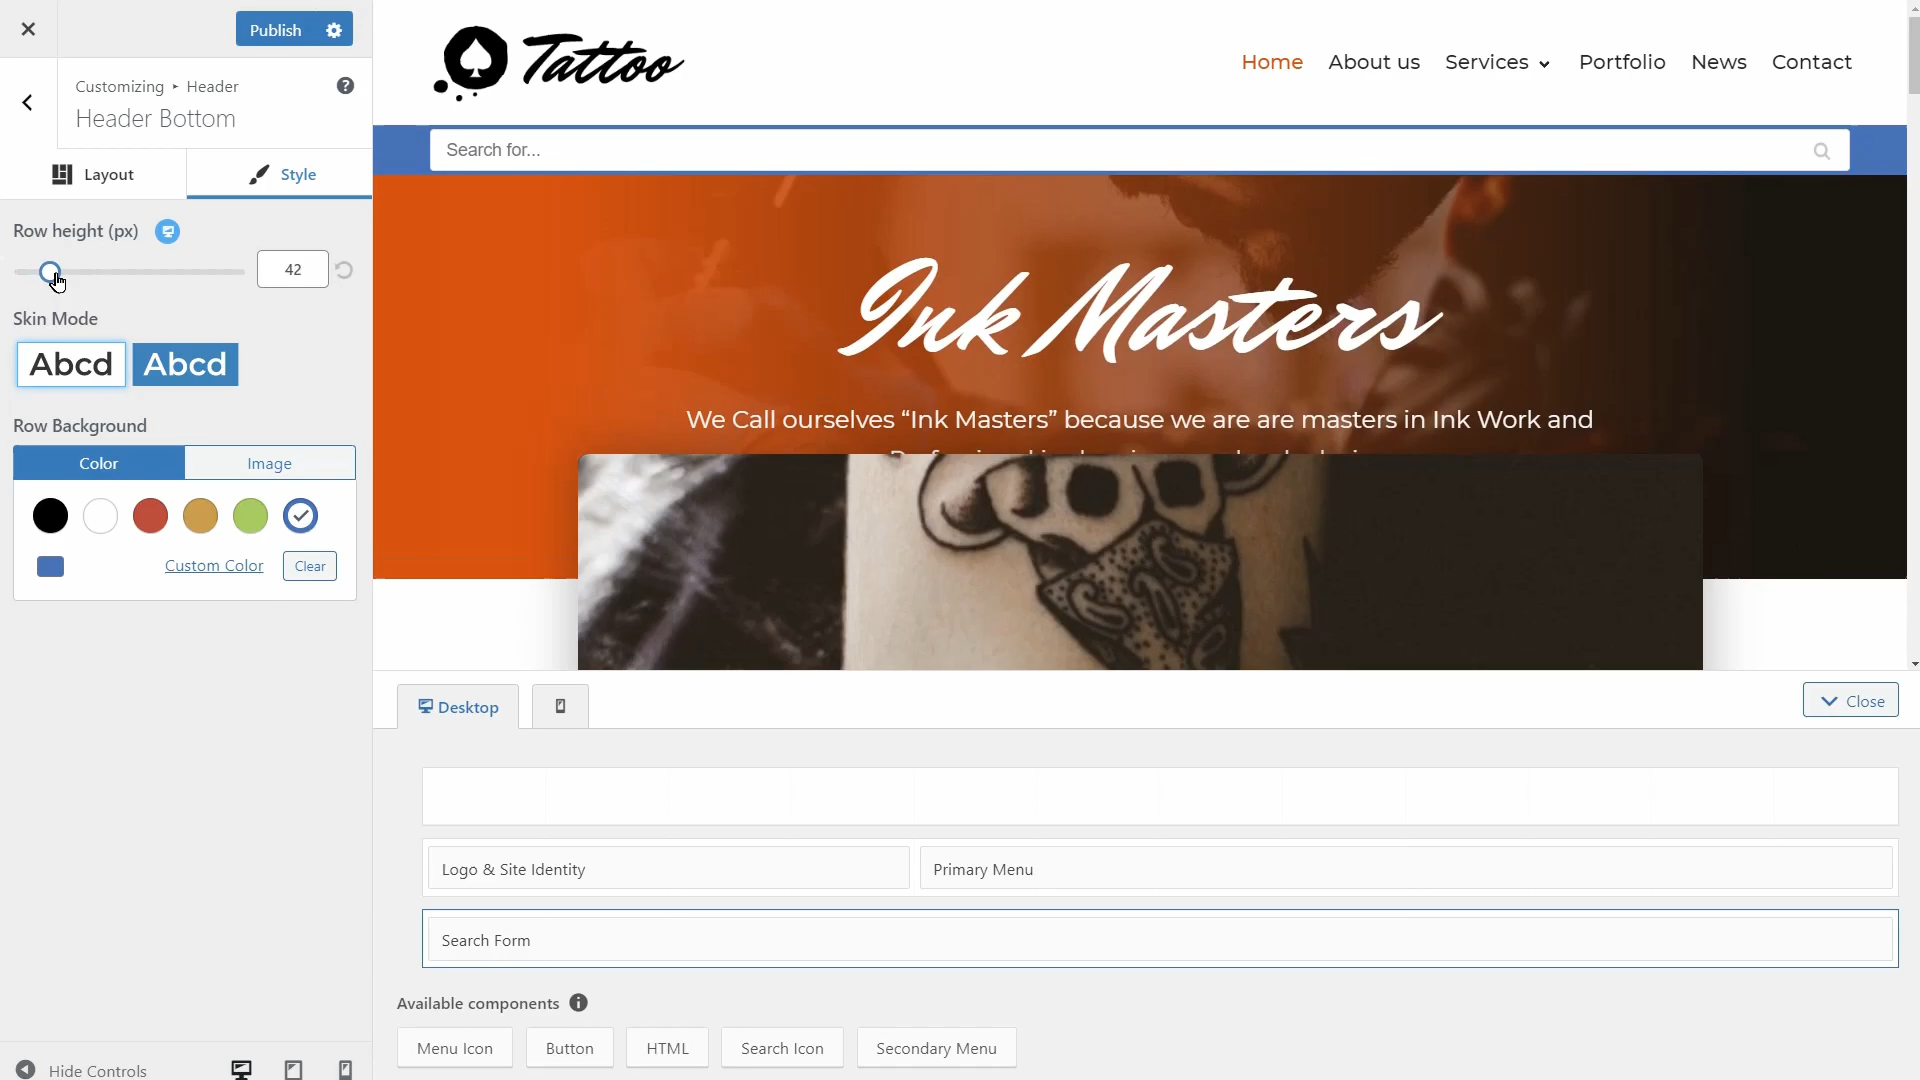 Publish
Customizing ▸ Header
Header Bottom
Layout
Style
Row height (px)
42
Skin Mode
Abcd
Abcd
Row Background
Color
Image
Custom Color
Clear
Hide Controls
Tattoo
Home
About us
Services
Portfolio
News
Contact
Search for...
Ink Masters
We Call ourselves “Ink Masters” because we are are masters in Ink Work and
Desktop
Close
Logo & Site Identity
Primary Menu
Search Form
Available components
Menu Icon
Button
HTML
Search Icon
Secondary Menu